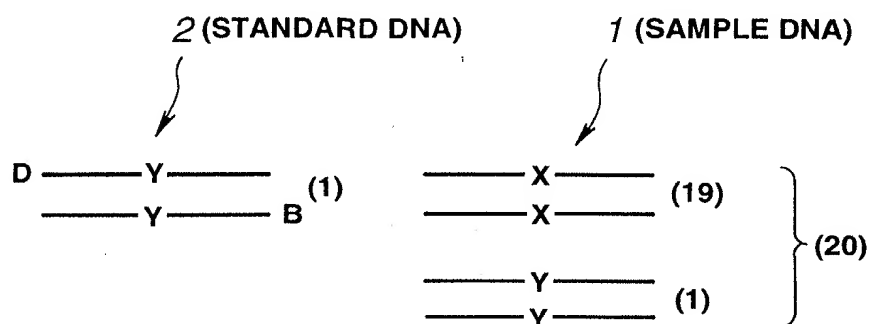 2 (STANDARD DNA) 1 (SAMPLE DNA)
D Y (1) X (19)
Y B X
(20)
Y (1)
Y